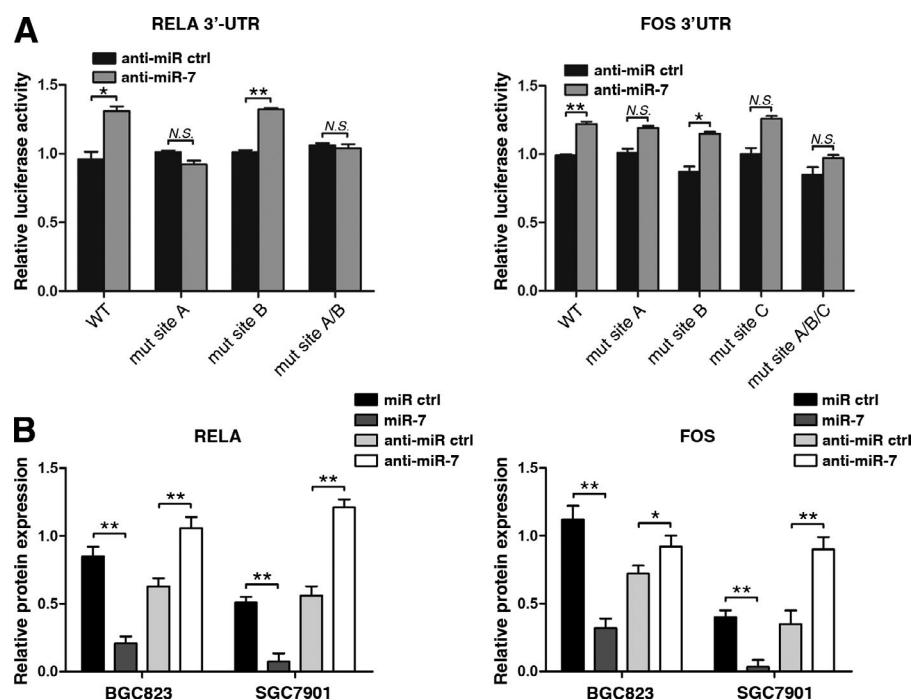 A
RELA 3'-UTR
anti-miR ctrl
anti-miR-7
Relative luciferase activity
1.5
1.0
0.5
0.0
*
N.S.
**
N.S.
WT
mut site A
mut site B
mut site A/B
FOS 3'UTR
anti-miR ctrl
anti-miR-7
Relative luciferase activity
1.5
1.0
0.5
0.0
**
N.S.
*
N.S.
N.S.
WT
mut site A
mut site B
mut site C
mut site A/B/C
B
RELA
miR ctrl
miR-7
anti-miR ctrl
anti-miR-7
Relative protein expression
1.5
1.0
0.5
0.0
**
**
**
**
BGC823
SGC7901
FOS
miR ctrl
miR-7
anti-miR ctrl
anti-miR-7
Relative protein expression
1.5
1.0
0.5
0.0
**
*
**
**
BGC823
SGC7901